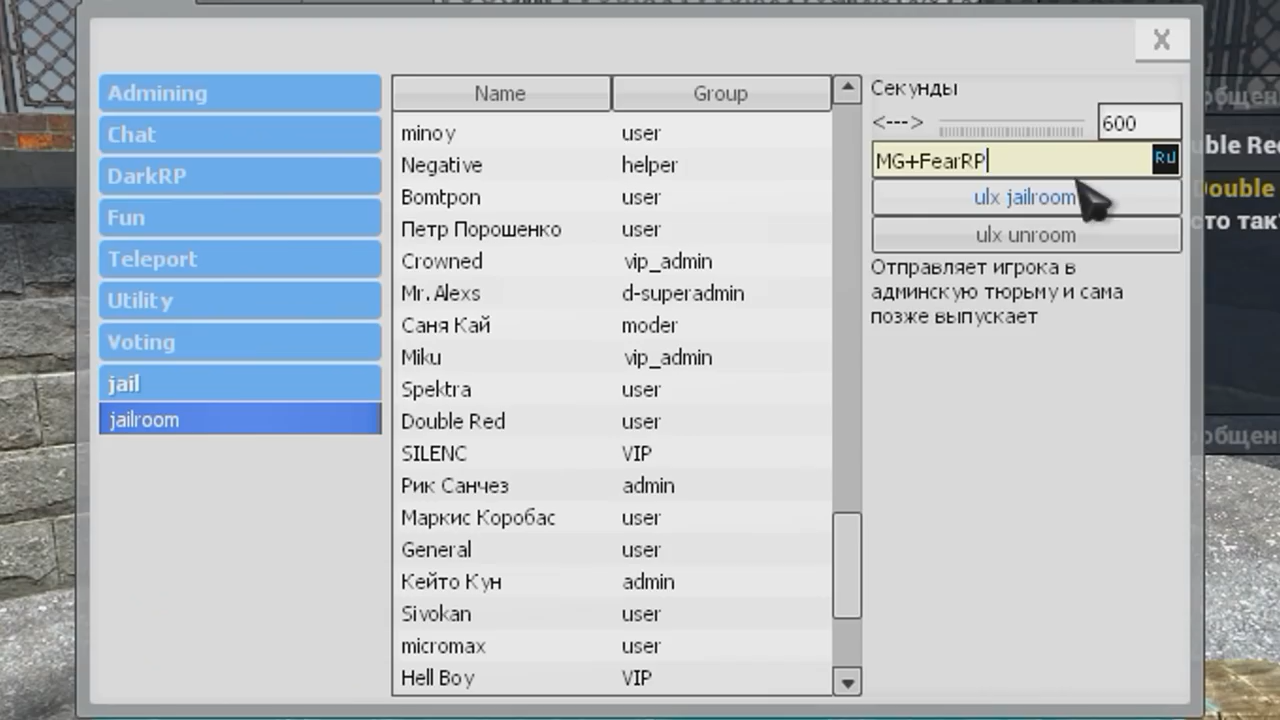 X
Admining
Chat
DarkRP
Fun
Teleport
Utility
Voting
jail
jailroom
Name Group
minoy user
Negative helper
Bomtpon user
Петр Порошенко user
Crowned vip_admin
Mr. Alexs d-superadmin
Саня Кай moder
Miku vip_admin
Spektra user
Double Red user
SILENC VIP
Рик Санчез admin
Маркис Коробас user
General user
Кейто Кун admin
Sivokan user
micromax user
Hell Boy VIP
Секунды
<---> 600
MG+FearRP RU
ulx jailroom
ulx unroom
Отправляет игрока в
админскую тюрьму и сама
позже выпускает
Double
так